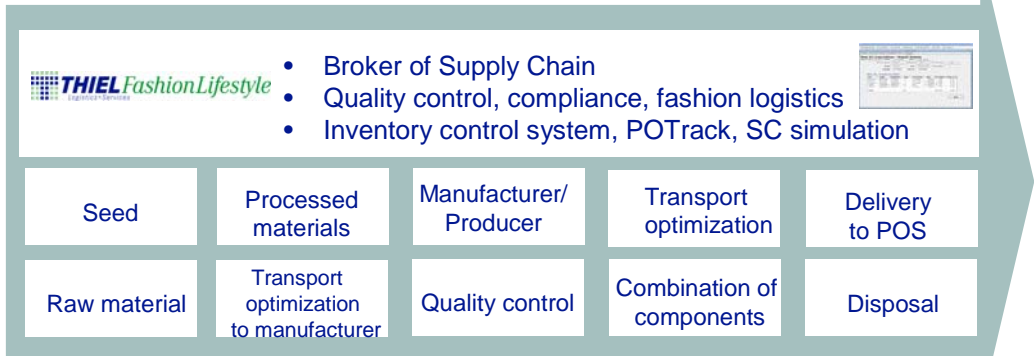 THIEL FashionLifestyle
Logistics+Services
• Broker of Supply Chain
• Quality control, compliance, fashion logistics
• Inventory control system, POTrack, SC simulation
Seed
Processed
materials
Manufacturer/
Producer
Transport
optimization
Delivery
to POS
Raw material
Transport
optimization
to manufacturer
Quality control
Combination of
components
Disposal